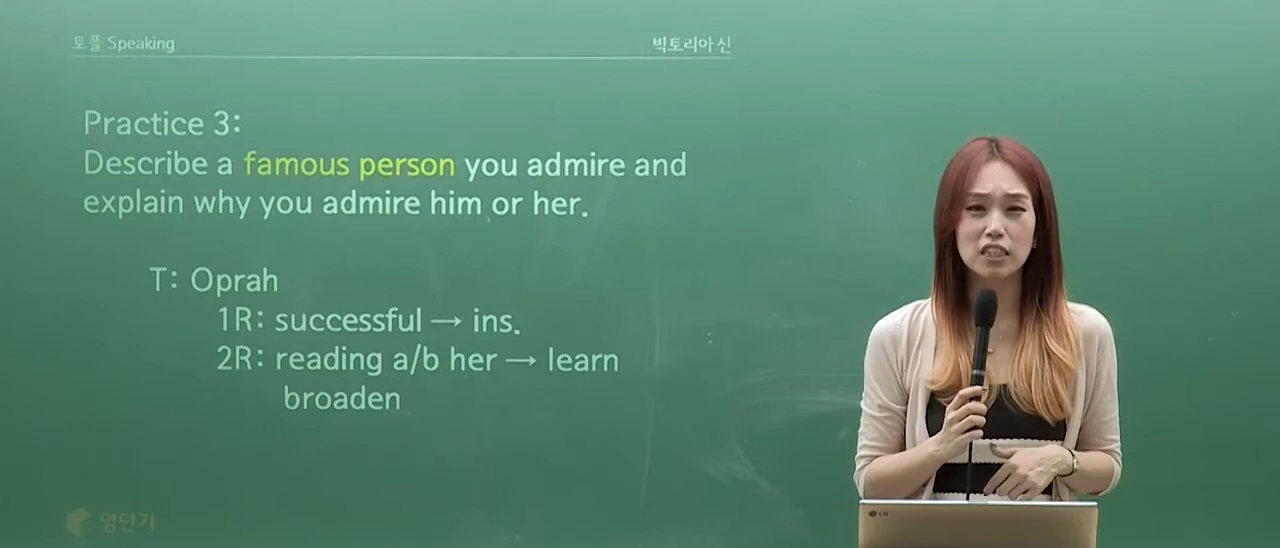 토플 Speaking
빅토리아 신
Practice 3:
Describe a famous person you admire and
explain why you admire him or her.
T: Oprah
1R: successful → ins.
2R: reading a/b her → learn
broaden
영단기
LG